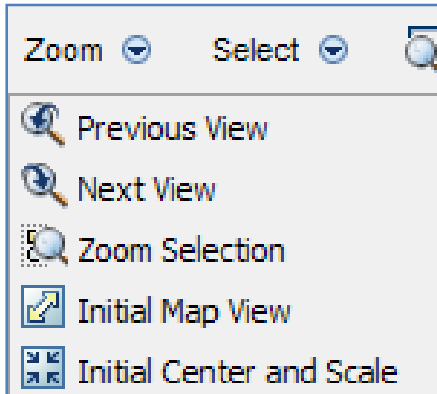 Zoom Select
Previous View
Next View
Zoom Selection
Initial Map View
Initial Center and Scale